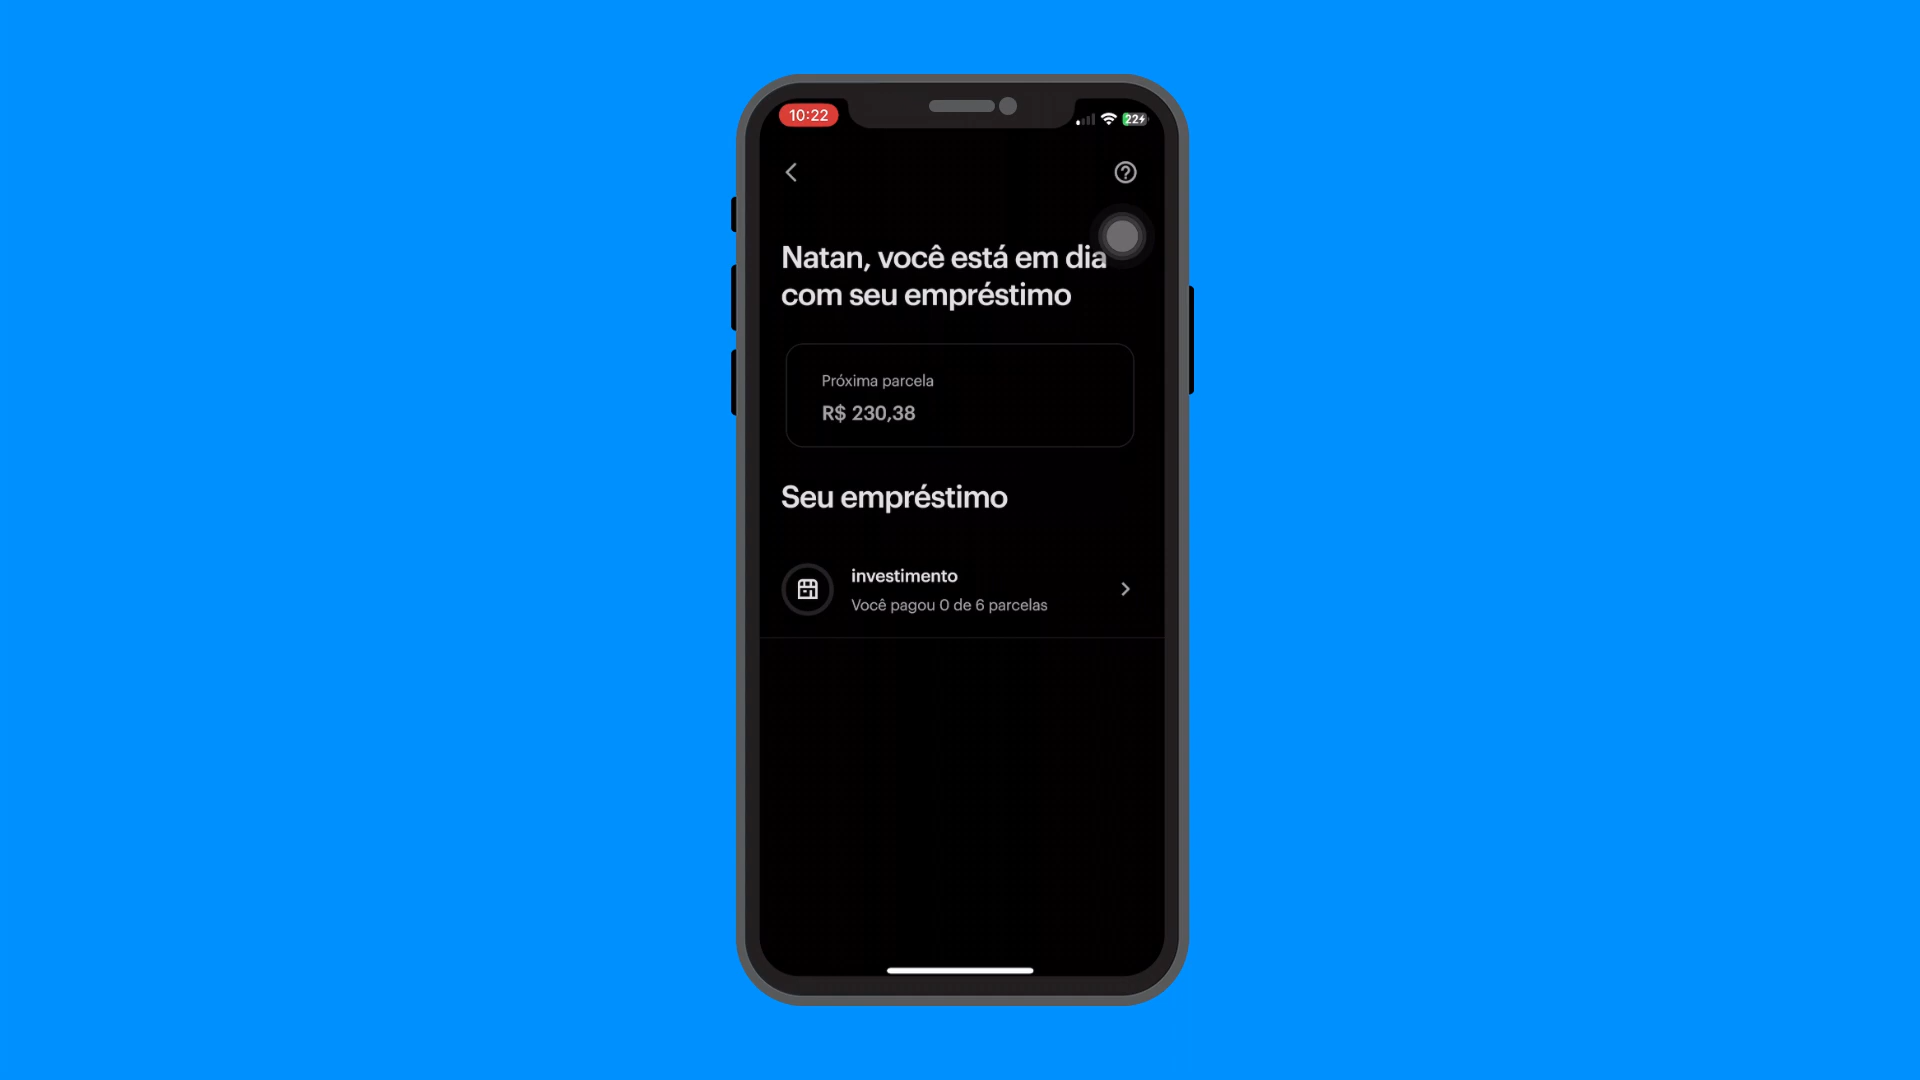 10:22
22
Natan, você está em dia
com seu empréstimo
Próxima parcela
R$ 230,38
Seu empréstimo
investimento
Você pagou 0 de 6 parcelas